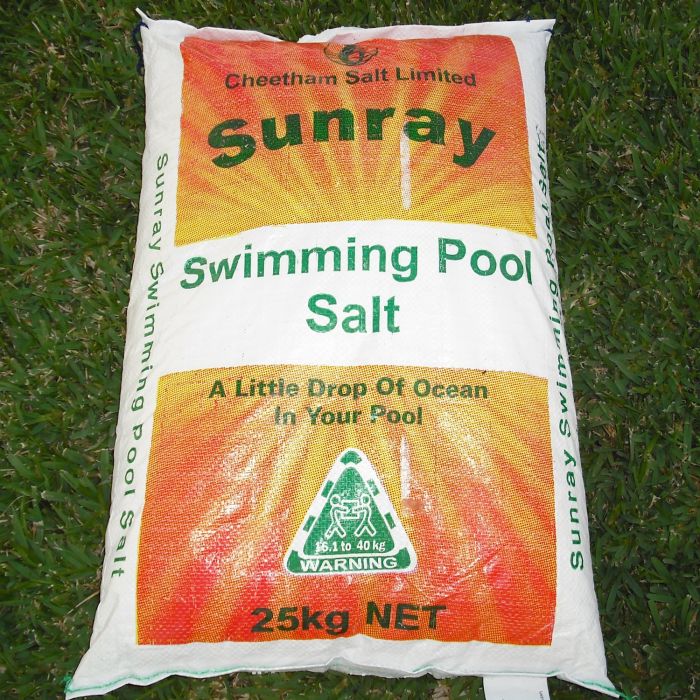 Cheetham Salt Limited
Sunray
Swimming Pool
Salt
A Little Drop Of Ocean
In Your Pool
16.1 to 40 kg
WARNING
25kg NET
Sunray Swimming Pool Salt
Sunray Swimming Pool Salt